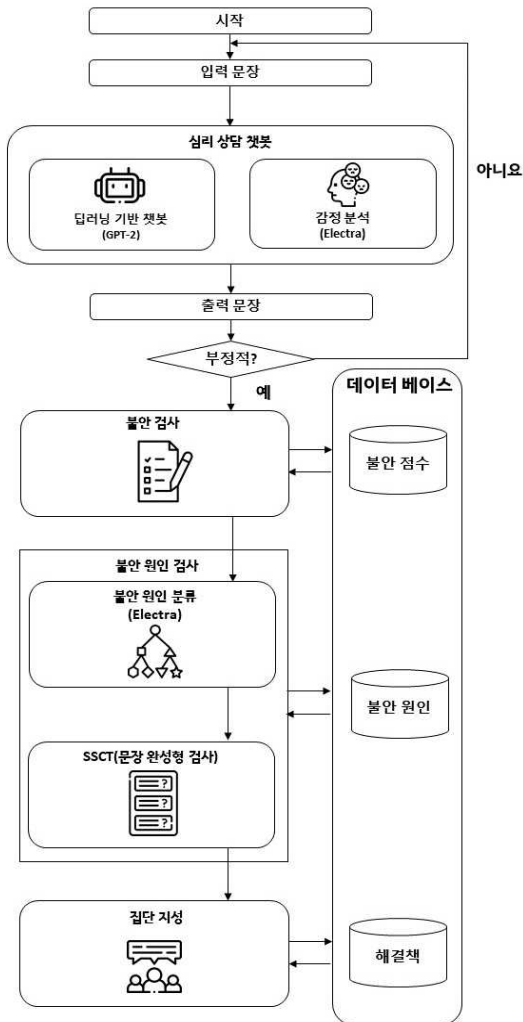 시작
입력 문장
심리 상담 챗봇
딥러닝 기반 챗봇
(GPT-2)
감정 분석
(Electra)
아니요
출력 문장
부정적?
예
데이터 베이스
불안 검사
불안 점수
불안 원인 검사
불안 원인 분류
(Electra)
불안 원인
SSCT(문장 완성형 검사)
?
?
?
집단 지성
해결책